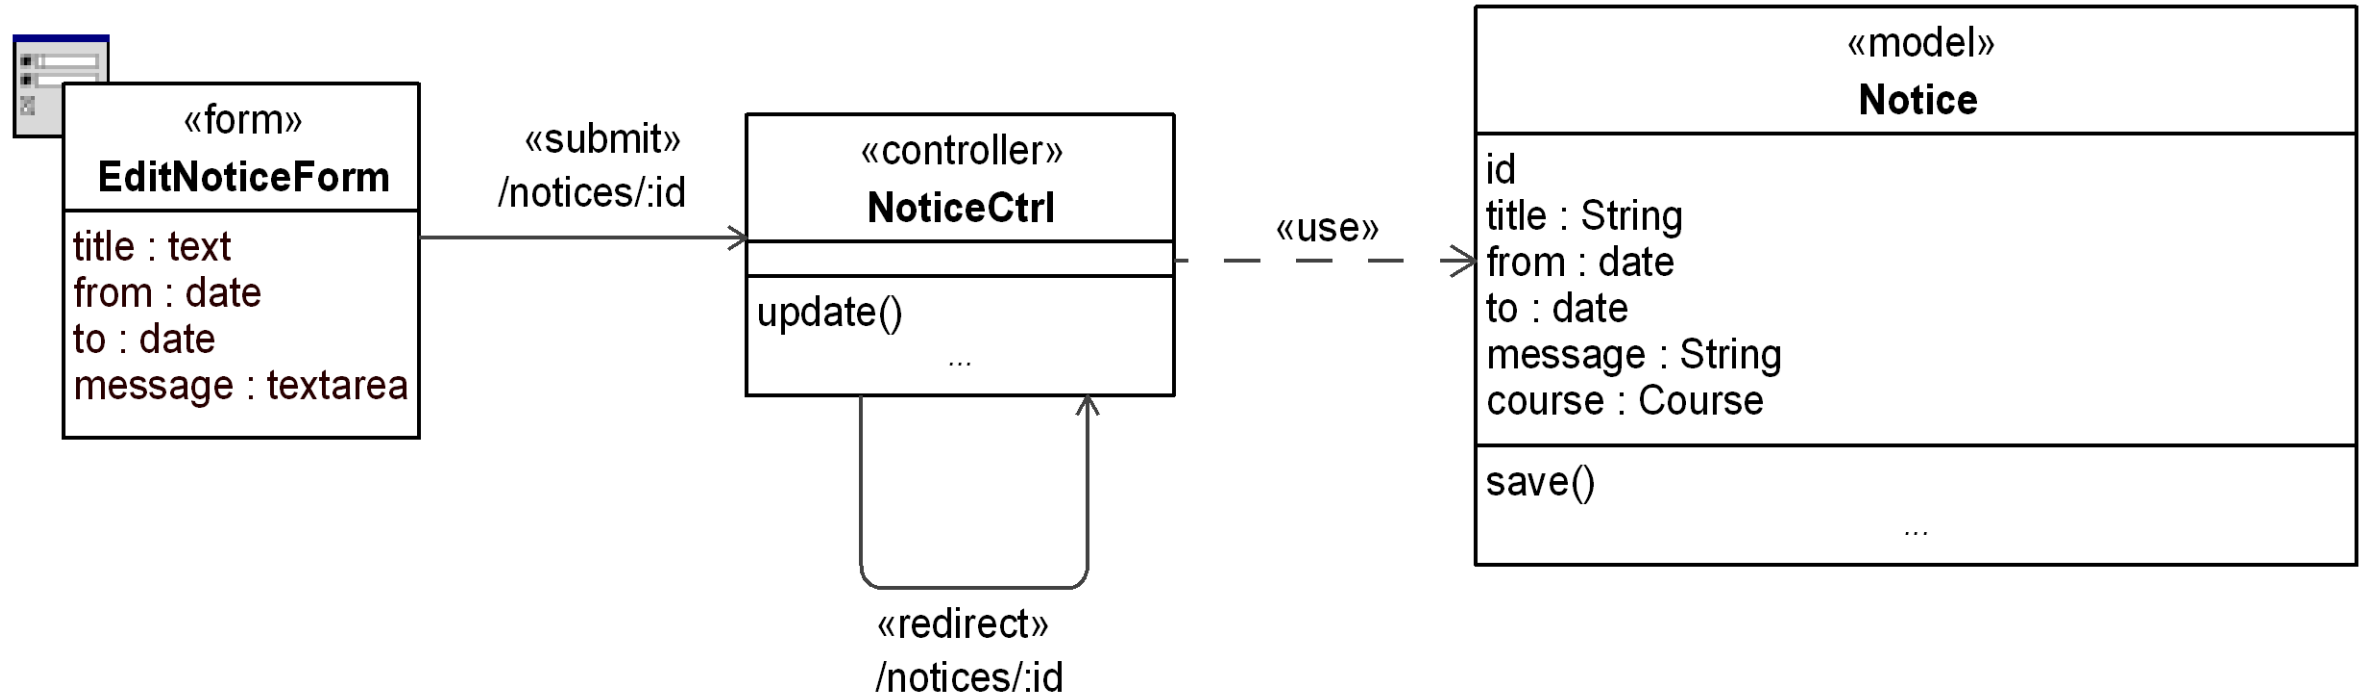 «form»
EditNoticeForm
title : text
from : date
to : date
message : textarea
«submit»
/notices/:id
«controller»
NoticeCtrl
update()
...
«redirect»
/notices/:id
«use»
«model»
Notice
id
title : String
from : date
to : date
message : String
course : Course
save()
...